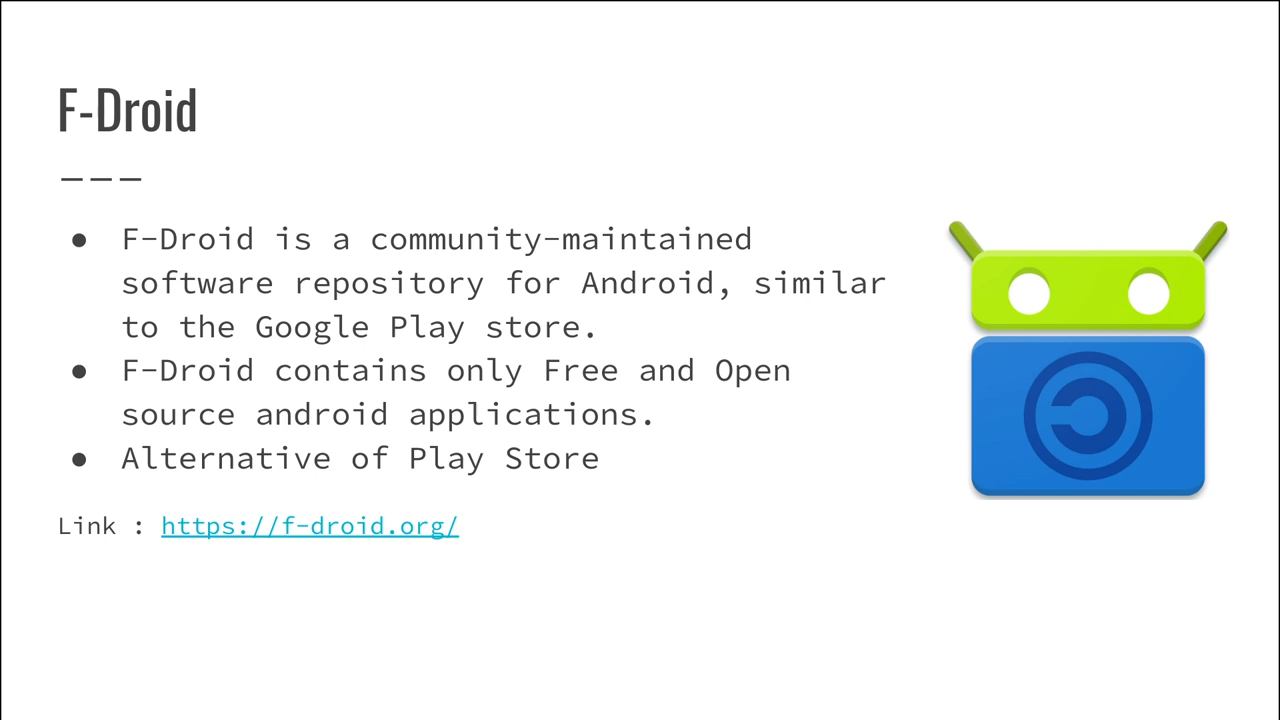 F-Droid
● F-Droid is a community-maintained
software repository for Android, similar
to the Google Play store.
● F-Droid contains only Free and Open
source android applications.
● Alternative of Play Store
Link : https://f-droid.org/